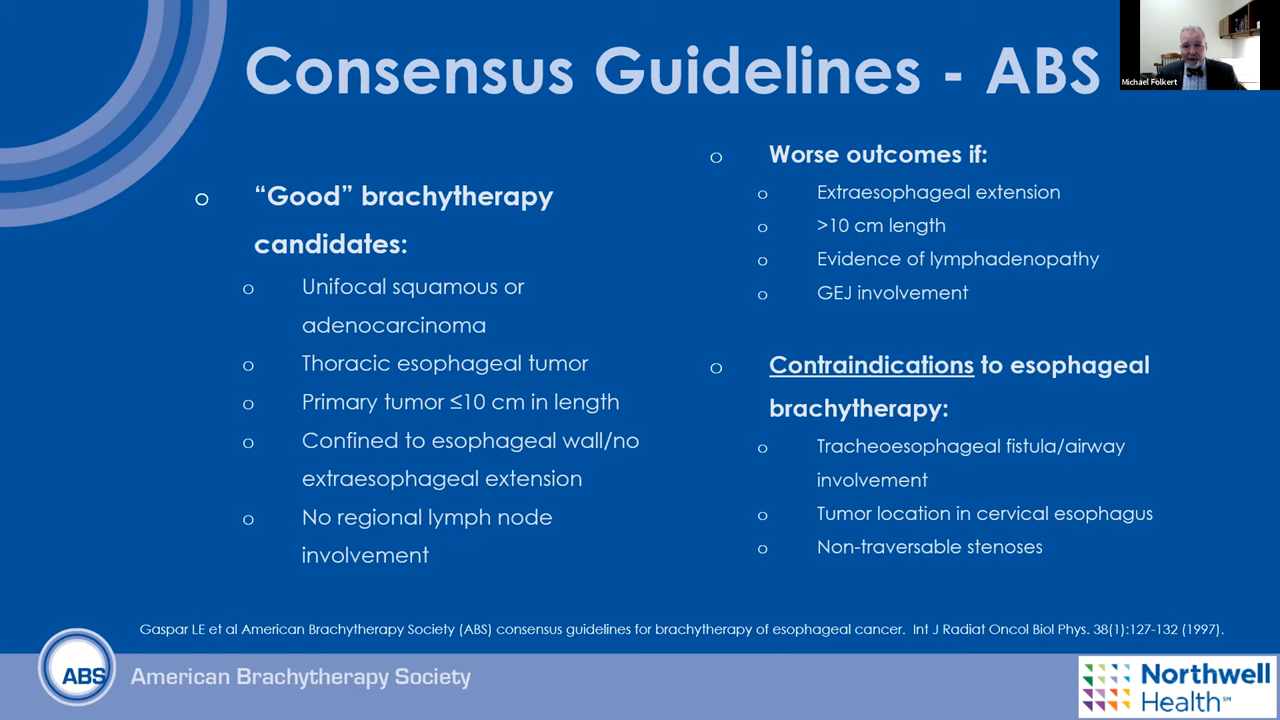 Consensus Guidelines - ABS
Michael Folkert
“Good” brachytherapy
candidates:
Unifocal squamous or
adenocarcinoma
Thoracic esophageal tumor
Primary tumor ≤10 cm in length
Confined to esophageal wall/no
extraesophageal extension
No regional lymph node
involvement
Worse outcomes if:
Extraesophageal extension
>10 cm length
Evidence of lymphadenopathy
GEJ involvement
Contraindications to esophageal
brachytherapy:
Tracheoesophageal fistula/airway
involvement
Tumor location in cervical esophagus
Non-traversable stenoses
Gaspar LE et al American Brachytherapy Society (ABS) consensus guidelines for brachytherapy of esophageal cancer. Int J Radiat Oncol Biol Phys. 38(1):127-132 (1997).
ABS
American Brachytherapy Society
Northwell
Health℠